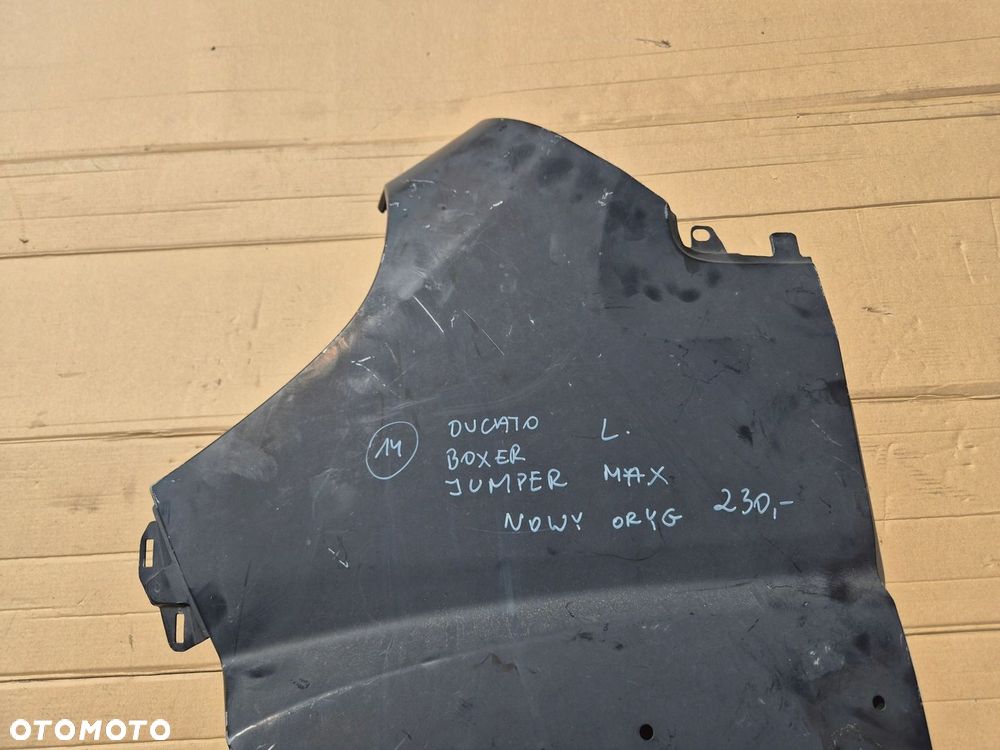 14
DUCATO L.
BOXER
JUMPER MAX
NOWY ORYG 230,-
OTOMOTO